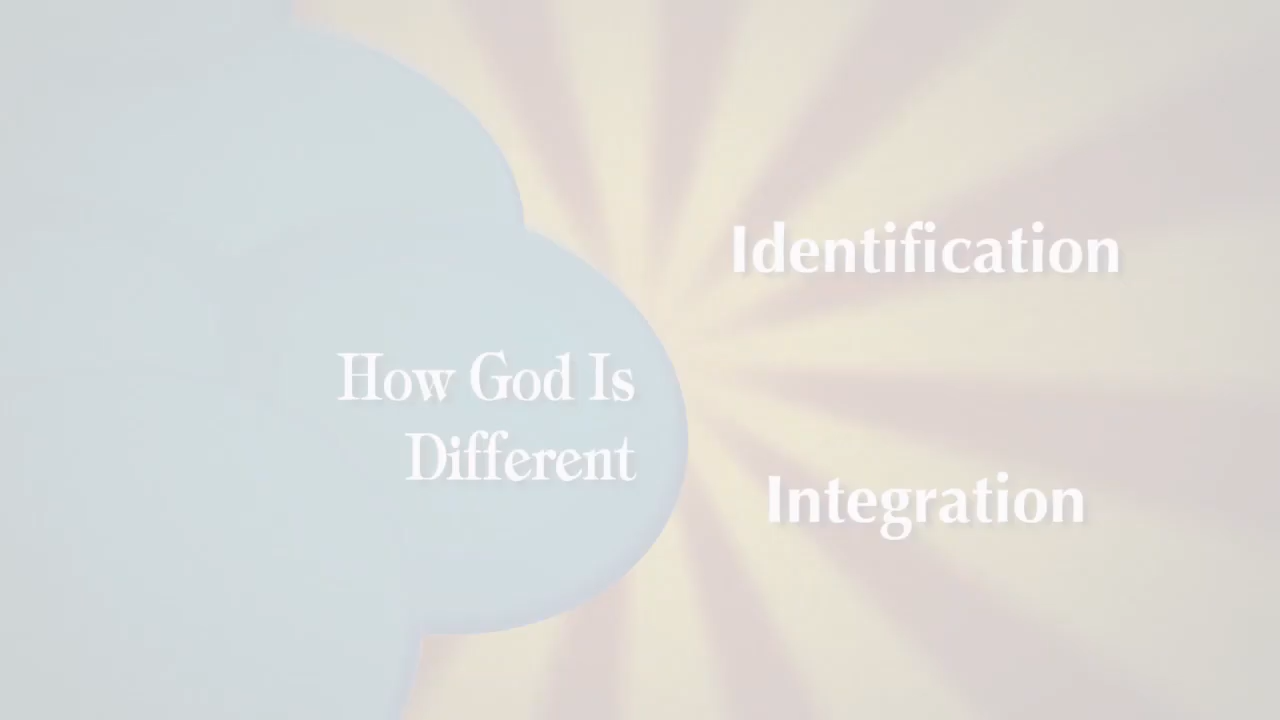 How God Is
Different
Identification
Integration